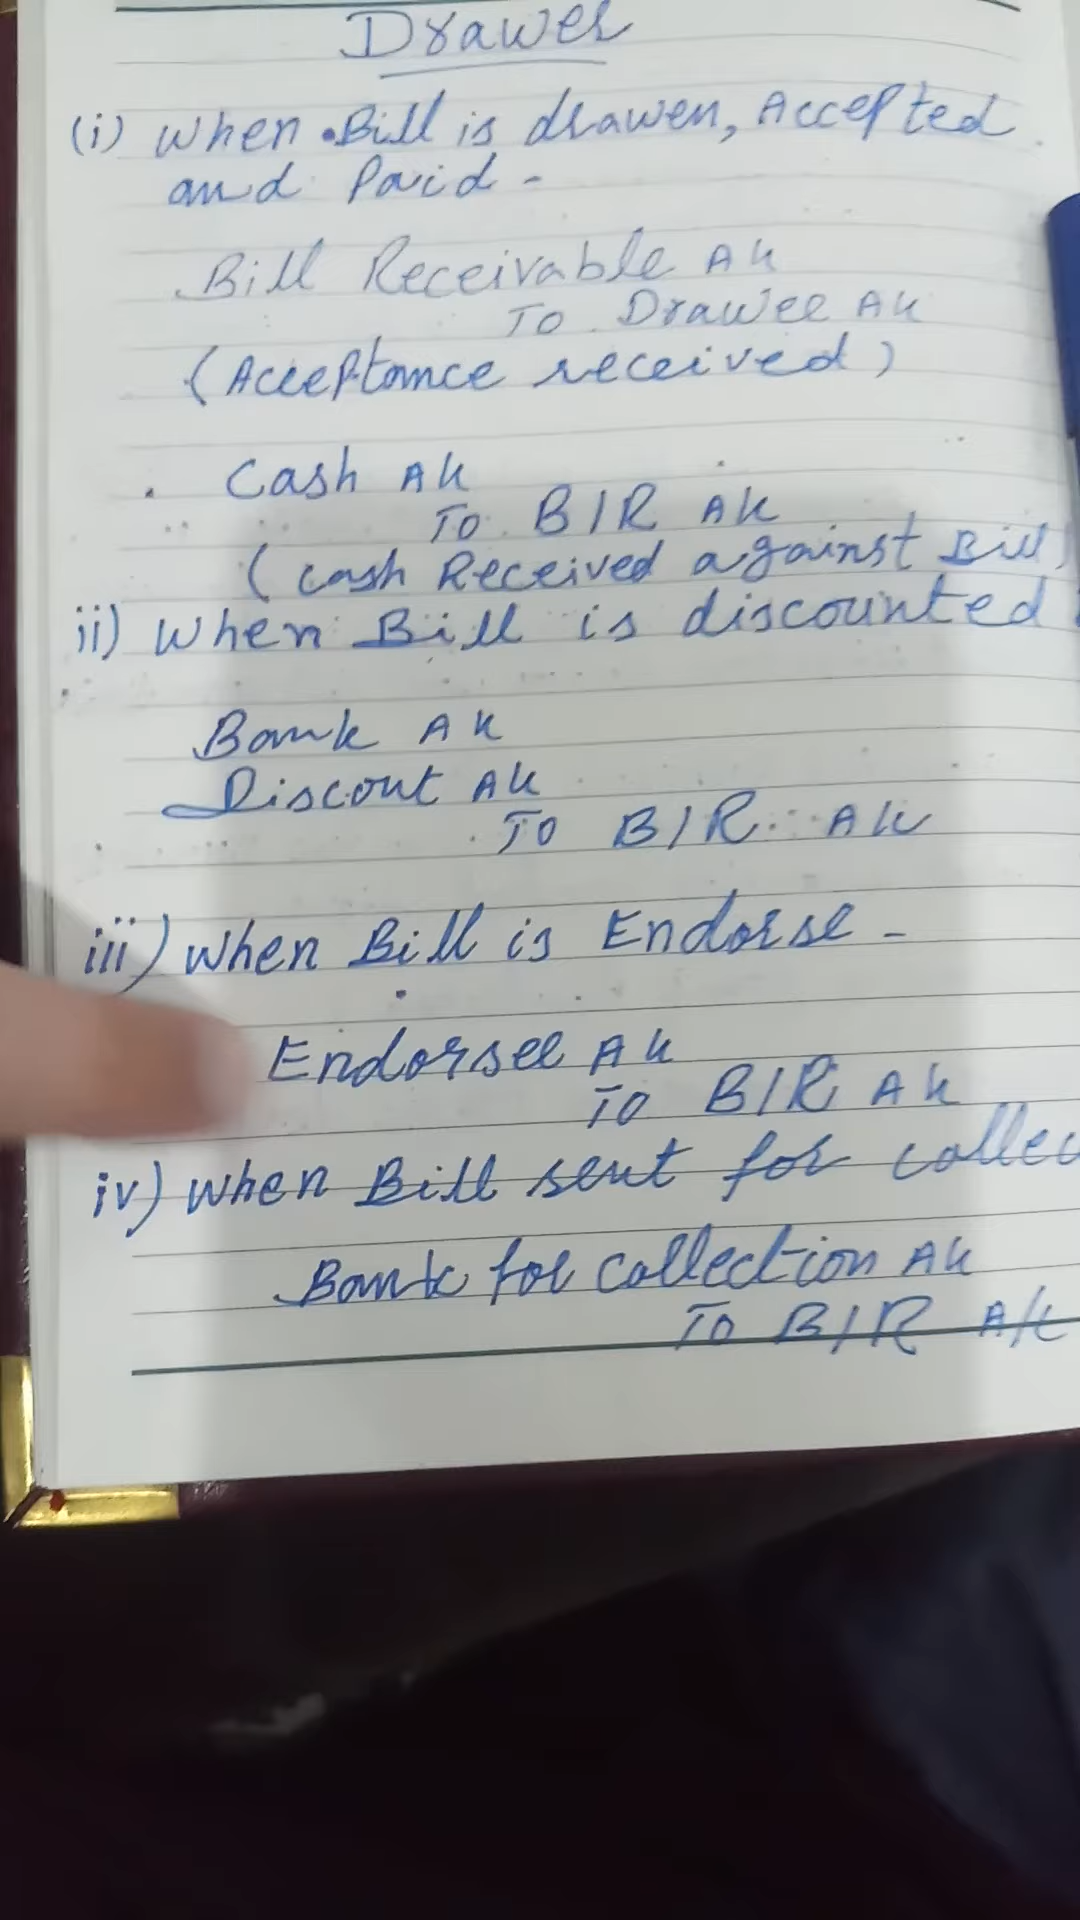 Drawer
(i) When Bill is drawen, Accepted
and Paid -
Bill Receivable A/c
To Drawee A/c
(Acceptance received)
Cash A/c
To B/R A/c
(Cash Received against Bill)
ii) When Bill is discounted
Bank A/c
Discout A/c
To B/R A/c
iii) When Bill is Endorse -
Endorsee A/c
To B/R A/c
iv) When Bill sent for collec
Bank for collection A/c
To B/R A/c